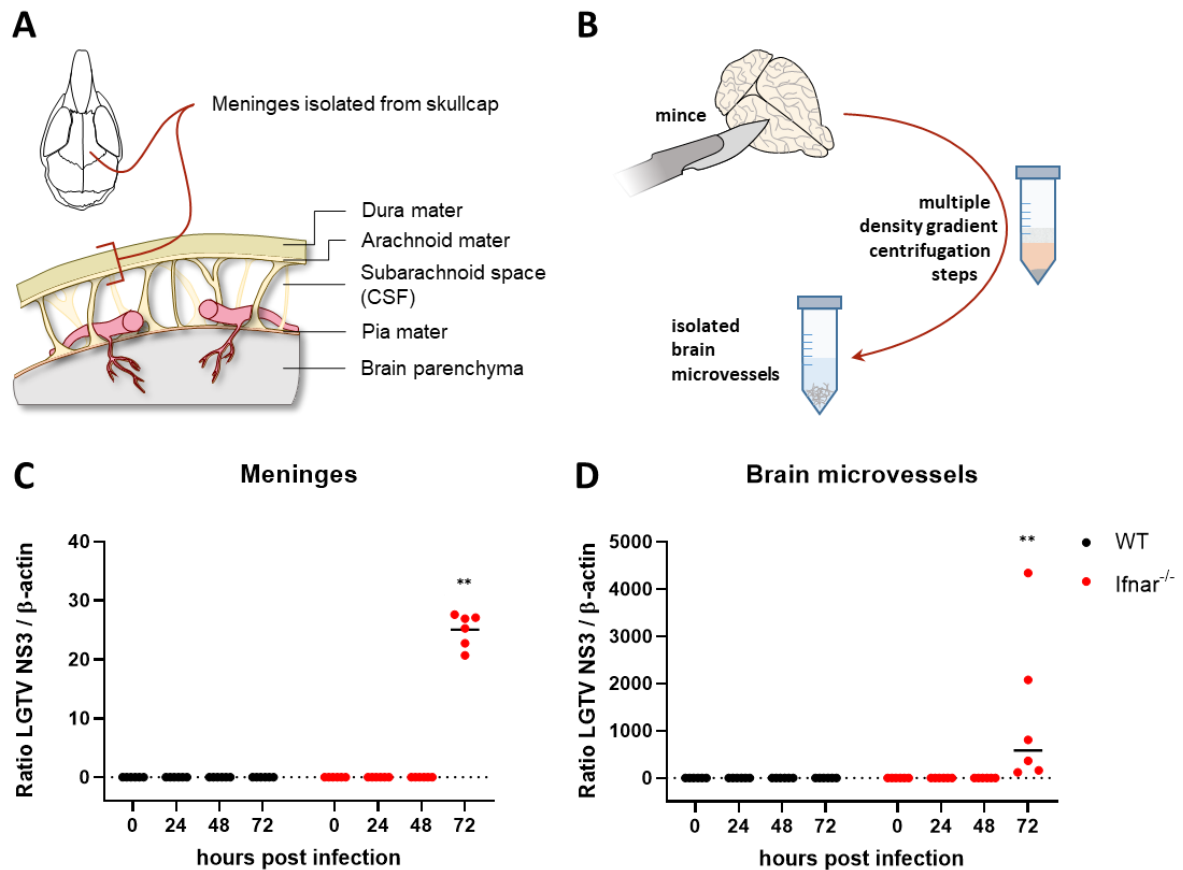 A
Meninges isolated from skullcap
Dura mater
Arachnoid mater
Subarachnoid space
(CSF)
Pia mater
Brain parenchyma
B
mince
multiple
density gradient
centrifugation
steps
isolated
brain
microvessels
C
Meninges
Ratio LGTV NS3 / β-actin
40
30
20
10
0
0 24 48 72 0 24 48 72
hours post infection
**
D
Brain microvessels
Ratio LGTV NS3 / β-actin
5000
4000
3000
2000
1000
0
0 24 48 72 0 24 48 72
hours post infection
**
WT
Ifnar-/-